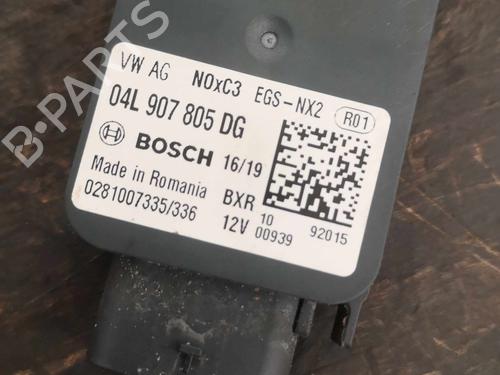 B-PARTS
VW AG NOxC3 EGS-NX2 R01
04L 907 805 DG
BOSCH 16/19
Made in Romania BXR 10 92015
0281007335/336 12V 00939